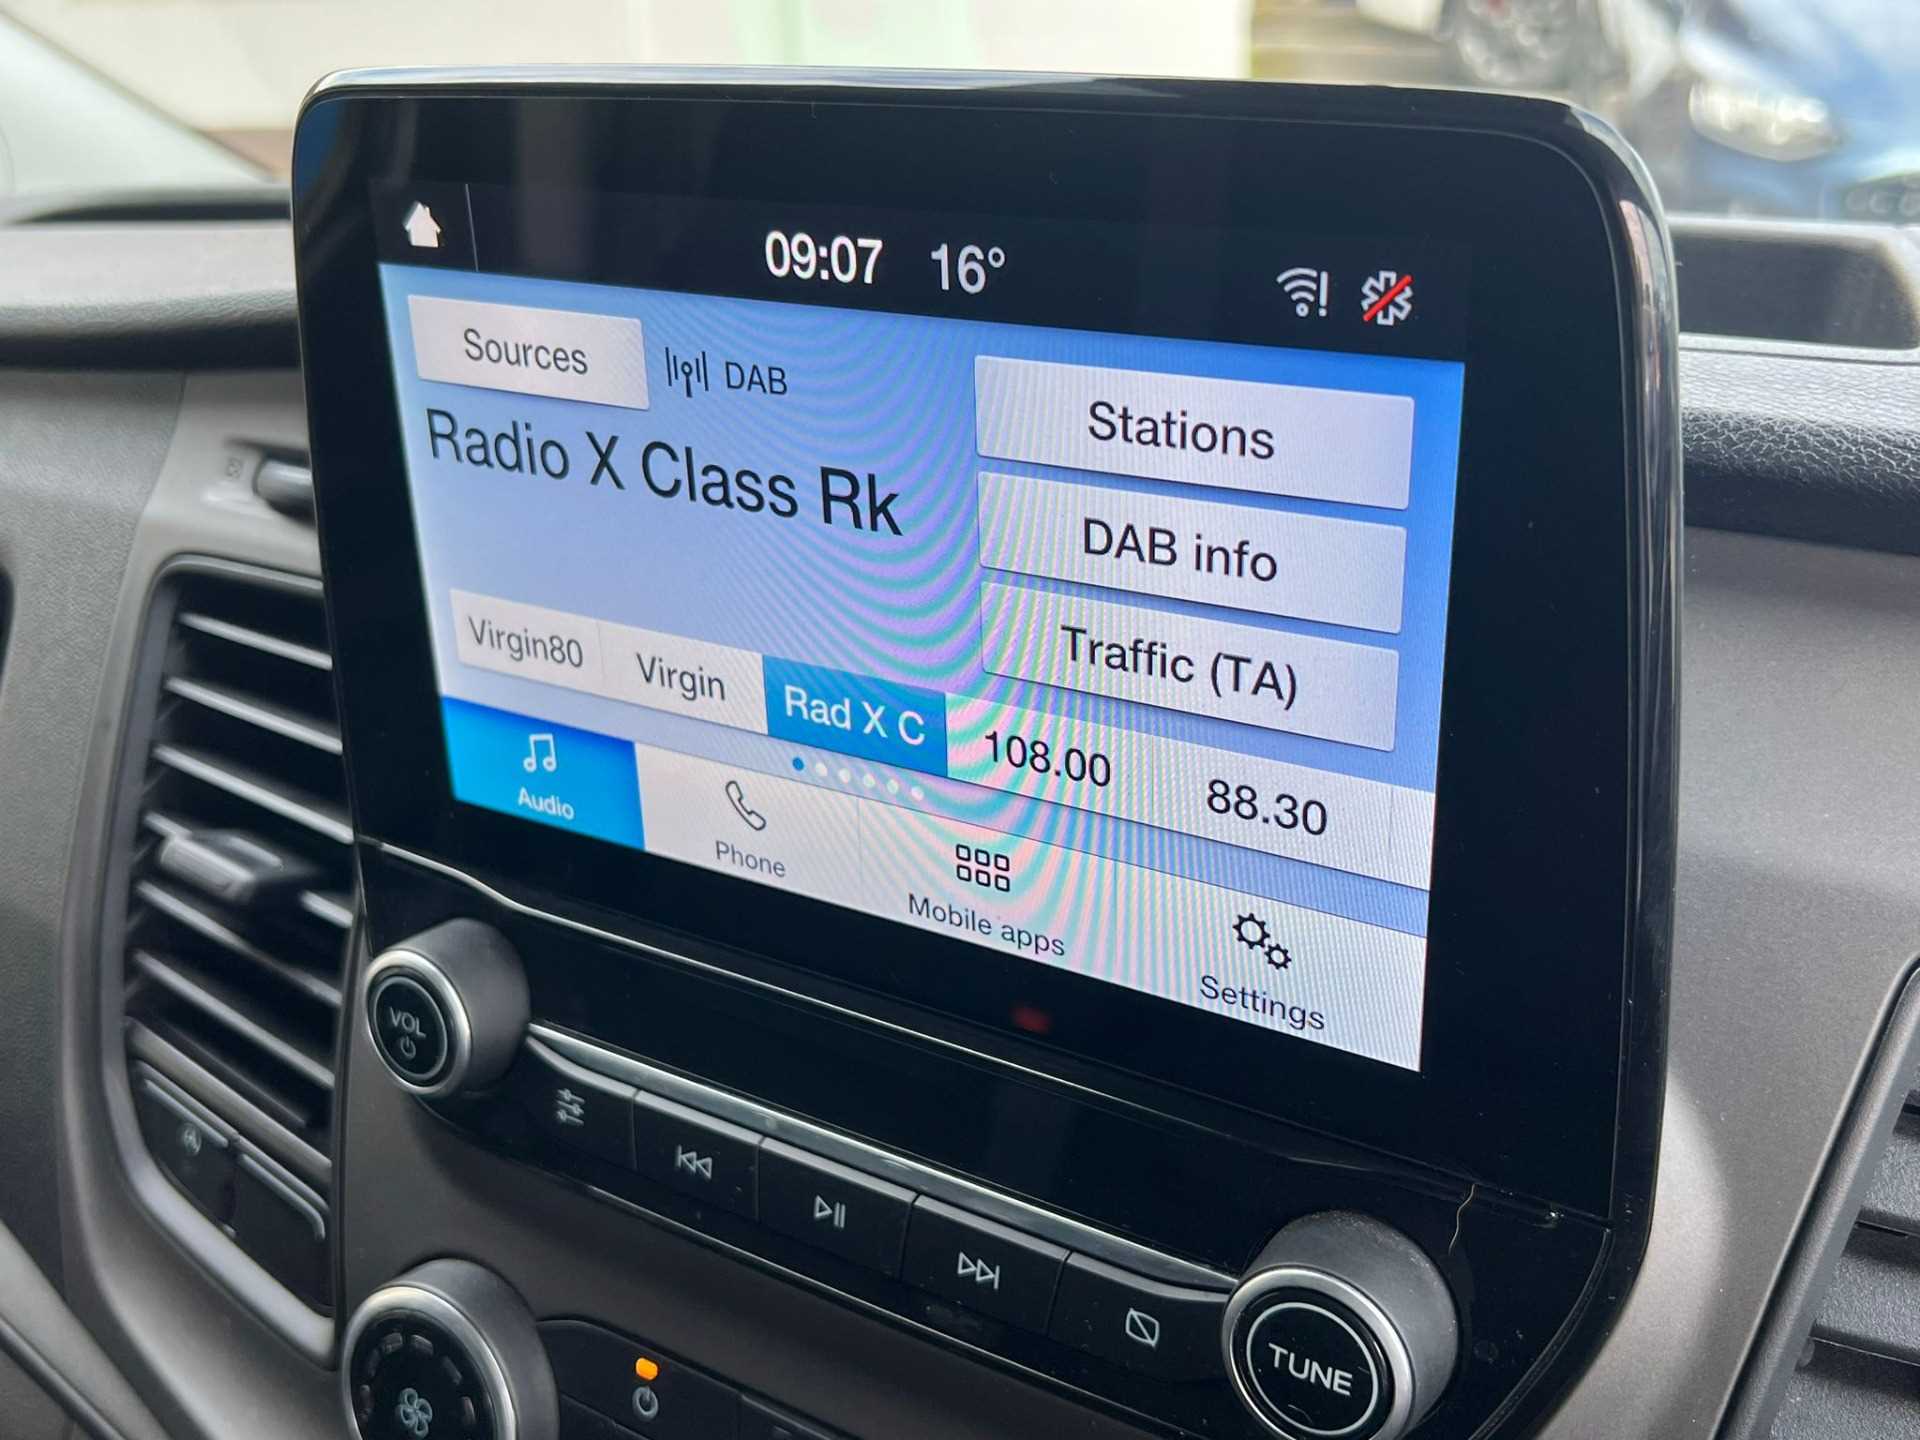 09:07 16°
Sources DAB
Radio X Class Rk
Stations
DAB info
Traffic (TA)
Virgin80 Virgin Rad X C 108.00 88.30
Audio Phone Mobile apps Settings
VOL
TUNE